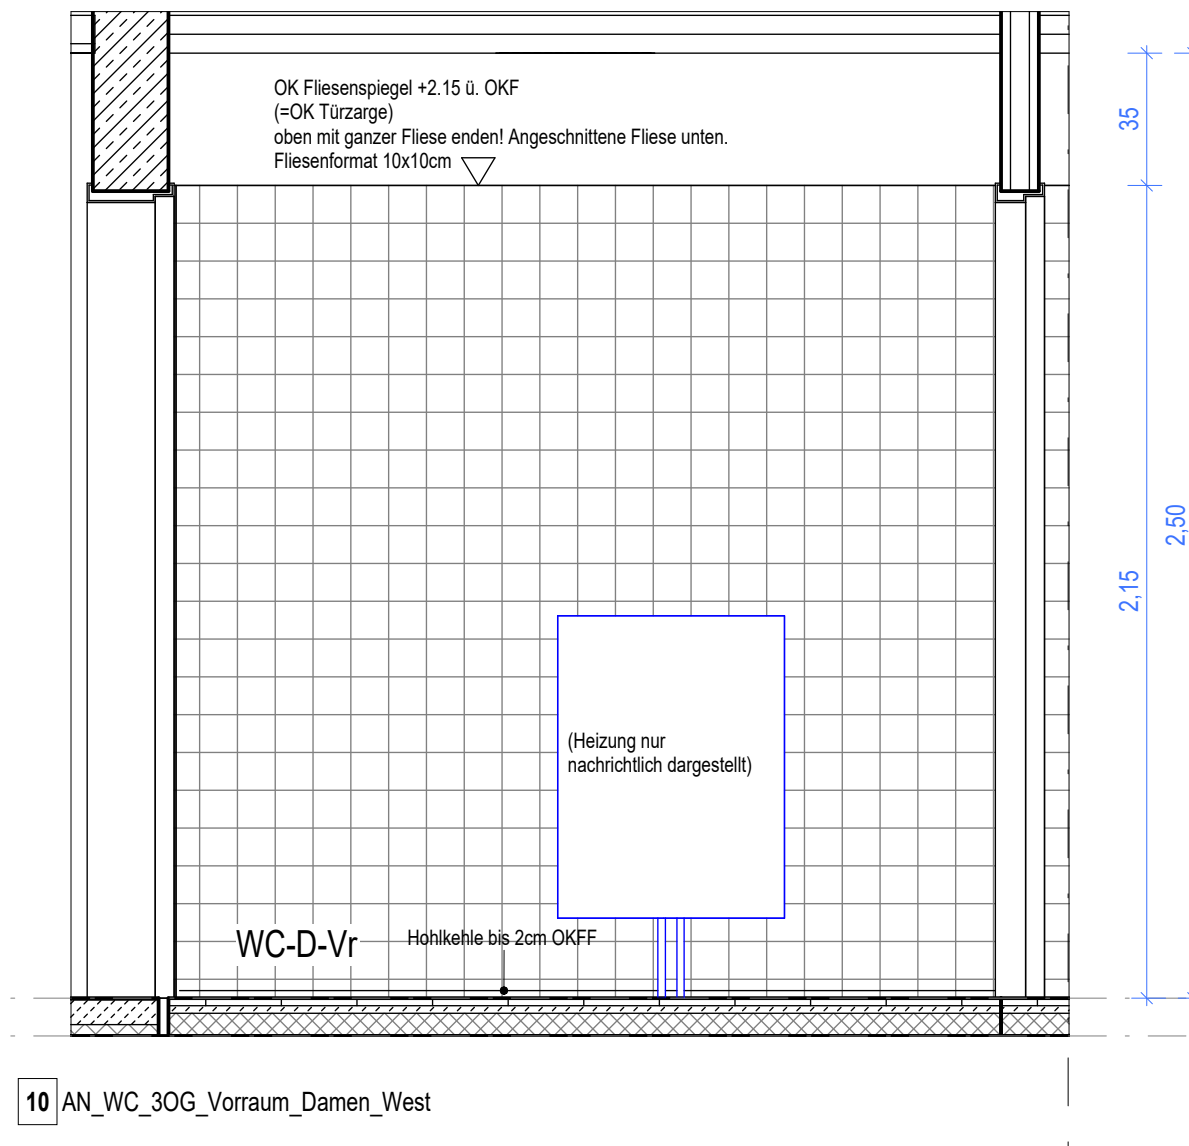 OK Fliesenspiegel +2.15 ü. OKF
(=OK Türzarge)
oben mit ganzer Fliese enden! Angeschnittene Fliese unten.
Fliesenformat 10x10cm
35
2,50
2,15
(Heizung nur
nachrichtlich dargestellt)
WC-D-Vr
Hohlkehle bis 2cm OKFF
10 AN_WC_3OG_Vorraum_Damen_West